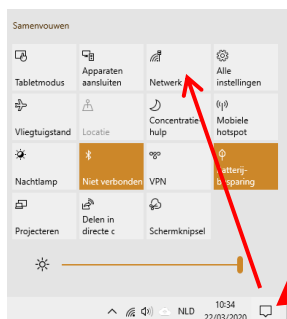 Samenvouwen
Tabletmodus
Apparaten
aansluiten
Netwerk
Alle
instellingen
Vliegtuigstand
Locatie
Concentratie-
hulp
Mobiele
hotspot
Nachtlamp
Niet verbonden
VPN
Batterij-
besparing
Projecteren
Delen in
directe c
Schermknipsel
NLD
10:34
22/03/2020